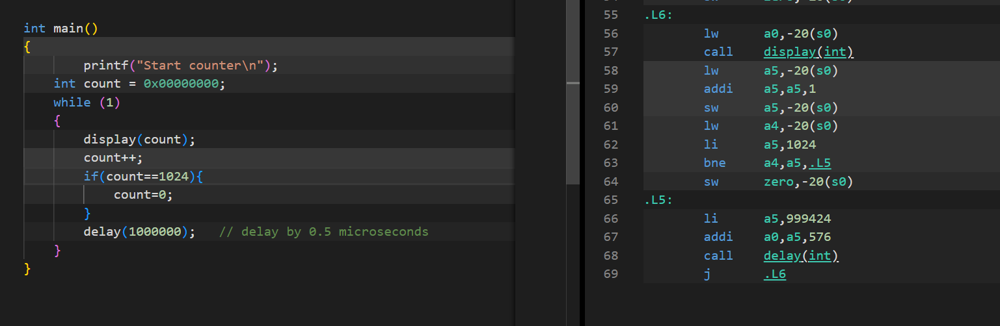 int main()
{
printf("Start counter\n");
int count = 0x00000000;
while (1)
{
display(count);
count++;
if(count==1024){
count=0;
}
delay(1000000);   // delay by 0.5 microseconds
}
}
55 .L6:
56 lw a0,-20(s0)
57 call display(int)
58 lw a5,-20(s0)
59 addi a5,a5,1
60 sw a5,-20(s0)
61 lw a4,-20(s0)
62 li a5,1024
63 bne a4,a5,.L5
64 sw zero,-20(s0)
65 .L5:
66 li a5,999424
67 addi a0,a5,576
68 call delay(int)
69 j .L6